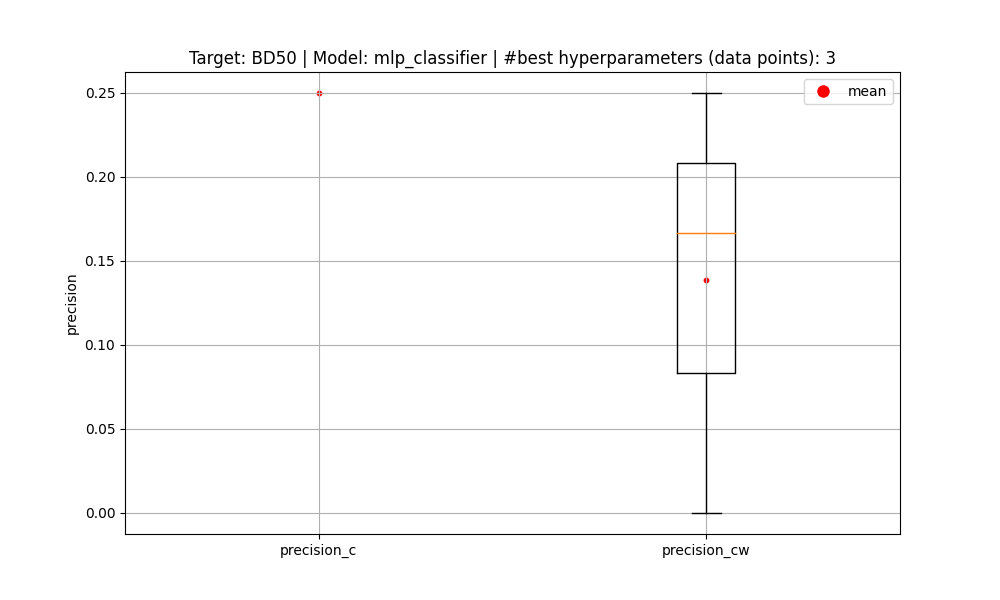 Target: BD50 | Model: mlp_classifier | #best hyperparameters (data points): 3
mean
0.25
0.20
0.15
0.10
0.05
0.00
precision
precision_c
precision_cw